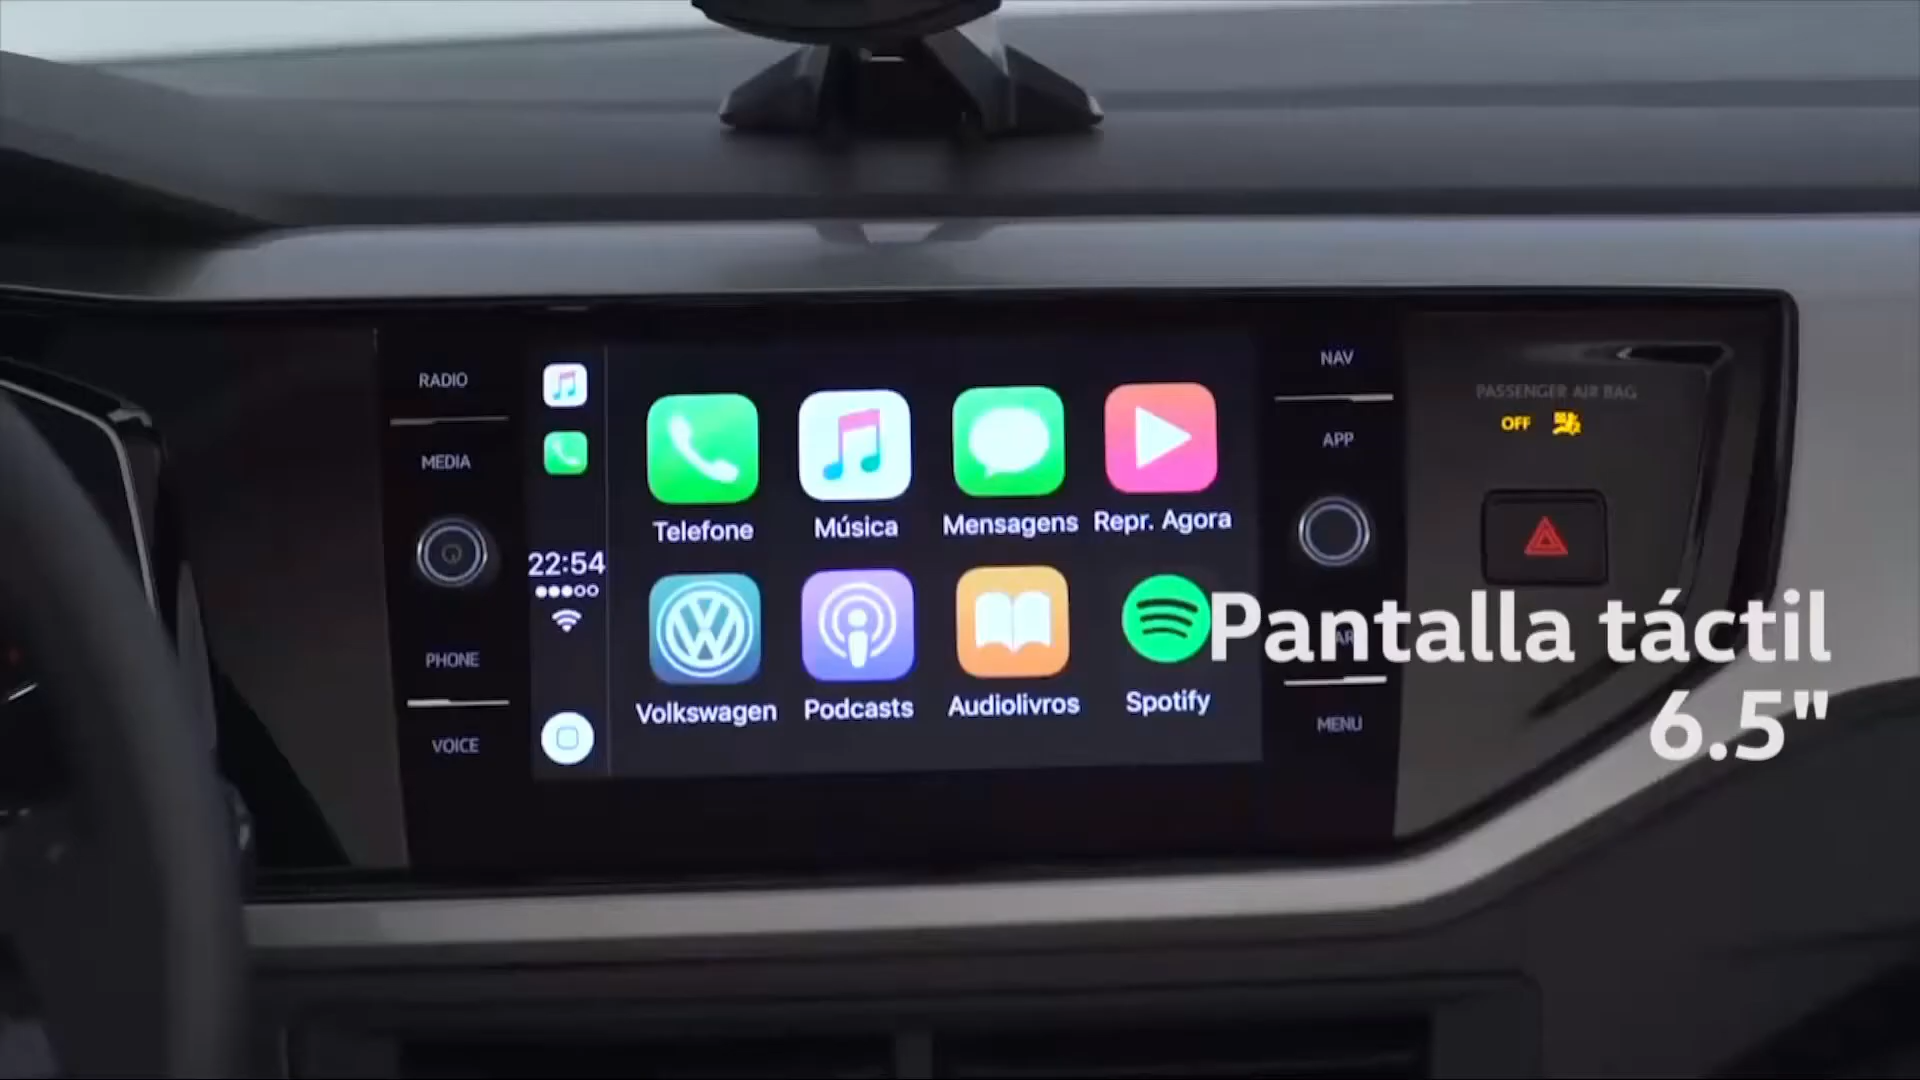 RADIO
MEDIA
PHONE
VOICE
22:54
Telefone
Música
Mensagens
Repr. Agora
Volkswagen
Podcasts
Audiolivros
Spotify
NAV
APP
MENU
PASSENGER AIR BAG
OFF
Pantalla táctil
6.5"